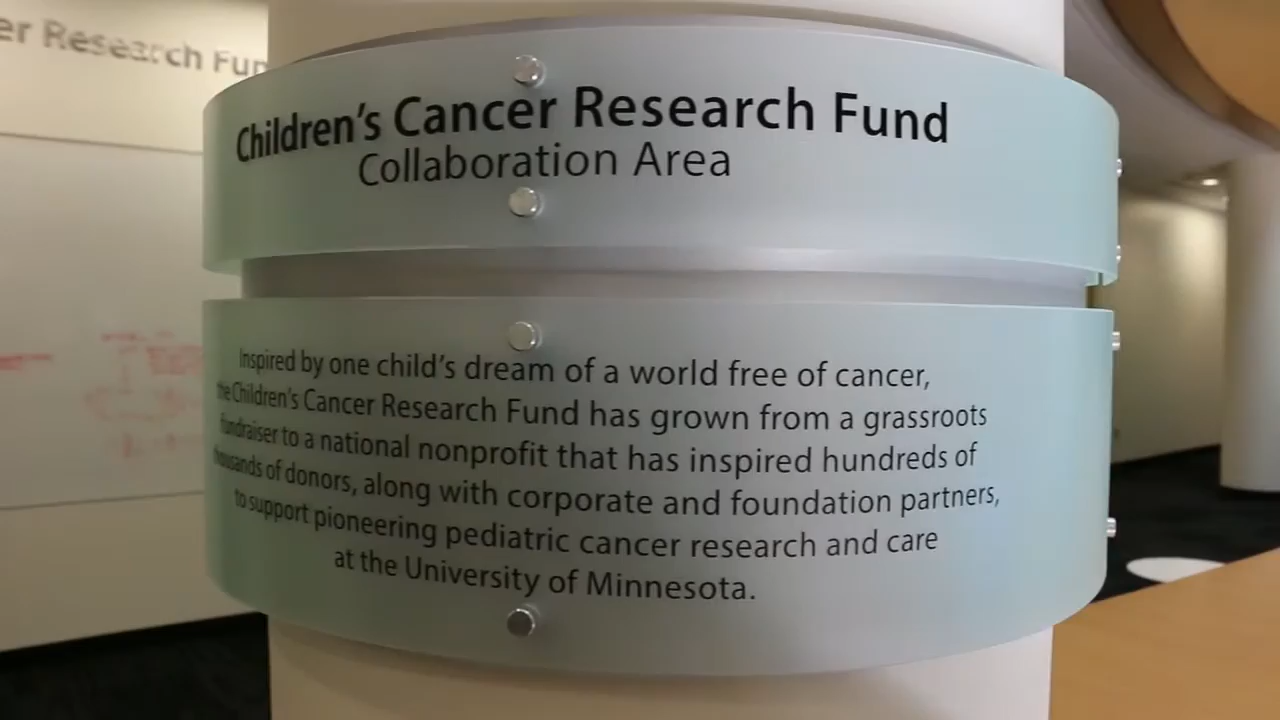 er Research Fun
Children's Cancer Research Fund
Collaboration Area
Inspired by one child's dream of a world free of cancer,
the Children's Cancer Research Fund has grown from a grassroots
fundraiser to a national nonprofit that has inspired hundreds of
thousands of donors, along with corporate and foundation partners,
to support pioneering pediatric cancer research and care
at the University of Minnesota.